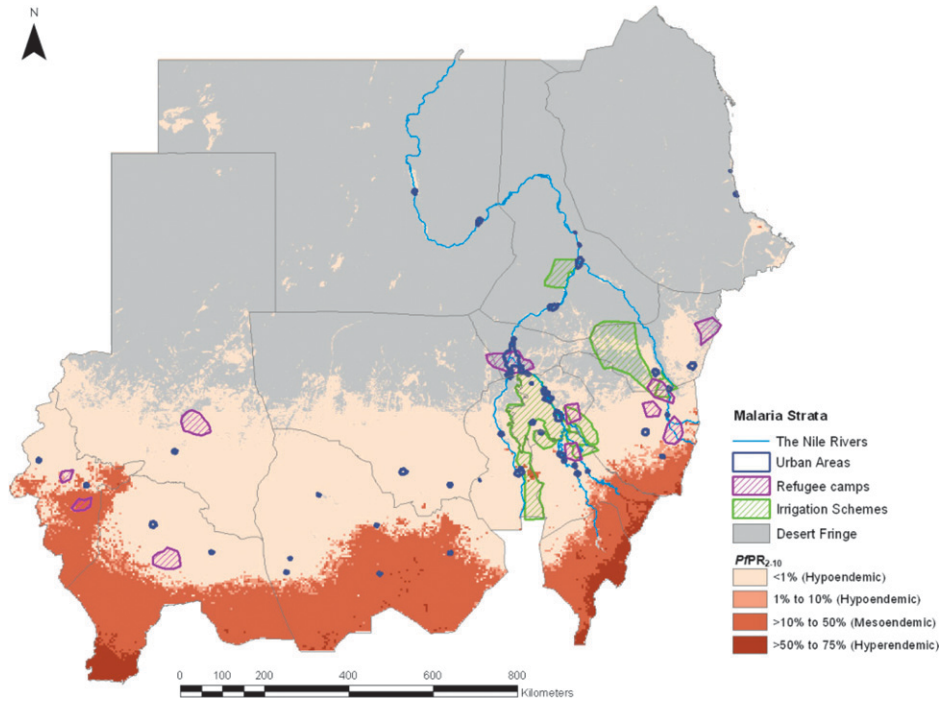 N
Malaria Strata
The Nile Rivers
Urban Areas
Refugee camps
Irrigation Schemes
Desert Fringe
PfPR2-10
<1% (Hypoendemic)
1% to 10% (Hypoendemic)
>10% to 50% (Mesoendemic)
>50% to 75% (Hyperendemic)
0 100 200 400 600 800
Kilometers